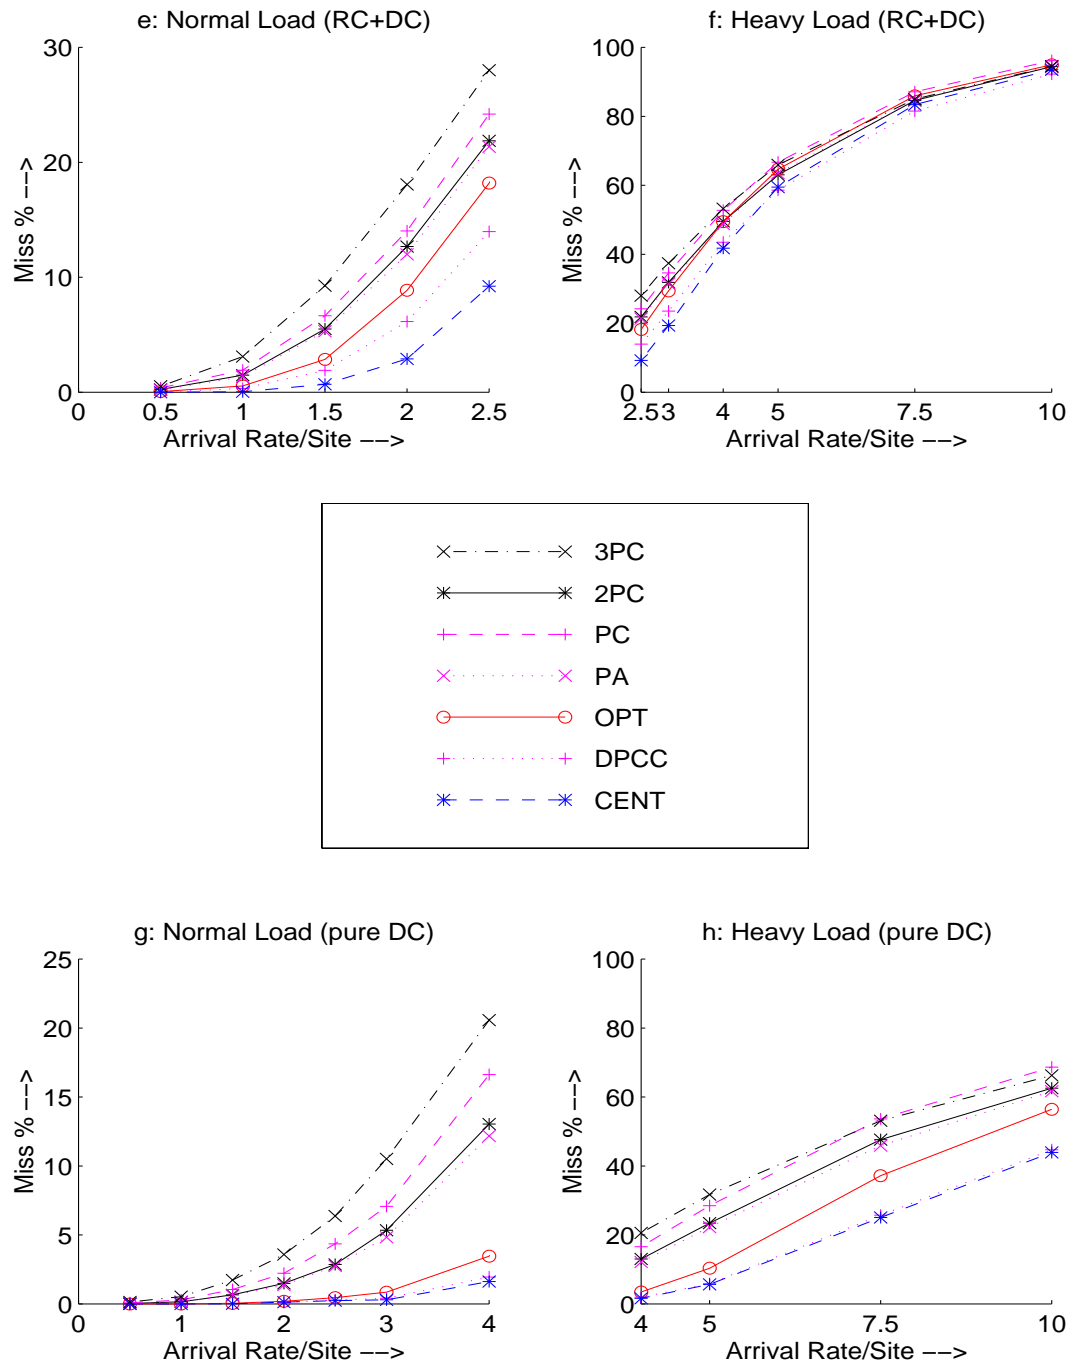 e: Normal Load (RC+DC)
30
20
10
0
Miss % -->
0
0.5
1
1.5
2
2.5
Arrival Rate/Site -->
f: Heavy Load (RC+DC)
100
80
60
40
20
0
Miss % -->
2.5
3
4
5
7.5
10
Arrival Rate/Site -->
3PC
2PC
PC
PA
OPT
DPCC
CENT
g: Normal Load (pure DC)
25
20
15
10
5
0
Miss % -->
0
1
2
3
4
Arrival Rate/Site -->
h: Heavy Load (pure DC)
100
80
60
40
20
0
Miss % -->
4
5
7.5
10
Arrival Rate/Site -->